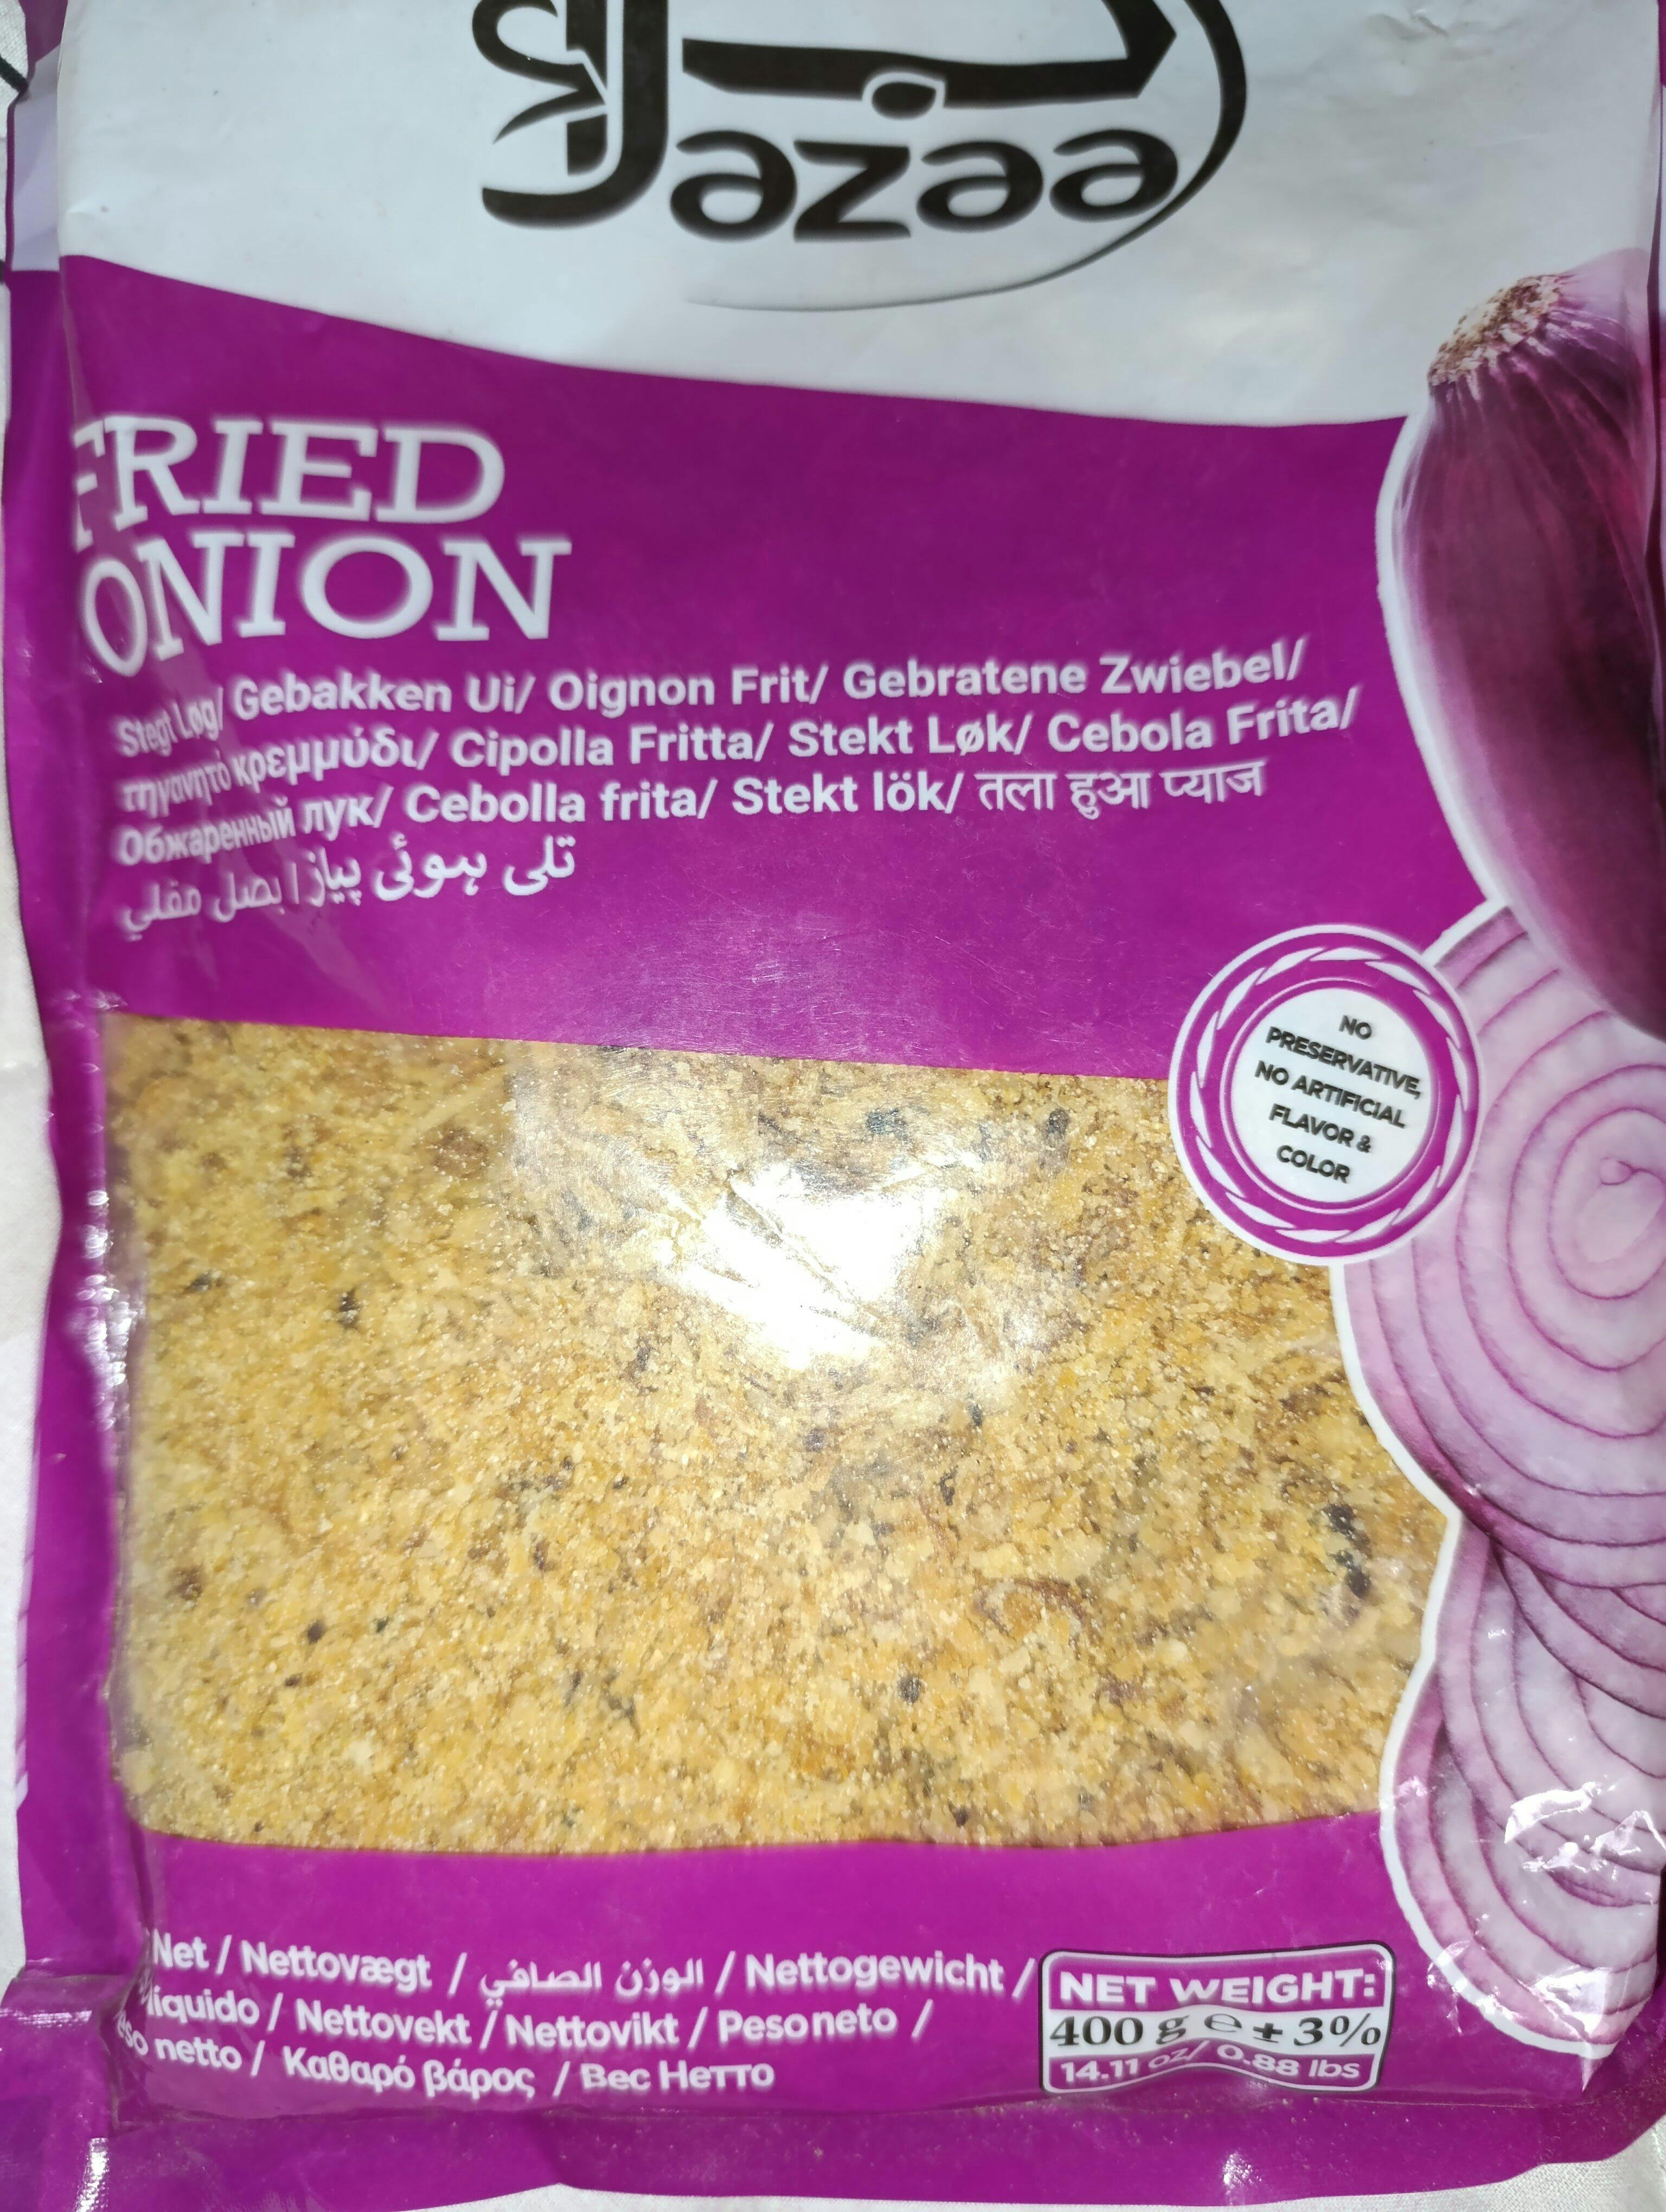 Jazaa
FRIED
ONION
Stegt Løg/ Gebakken Ui/ Oignon Frit/ Gebratene Zwiebel/
τηγανητό κρεμμύδι/ Cipolla Fritta/ Stekt Løk/ Cebola Frita/
Обжаренный лук/ Cebolla frita/ Stekt lök/ तला हुआ प्याज
تلی ہوئی پیاز ا بصل مقلي
NO
PRESERVATIVE,
NO ARTIFICIAL
FLAVOR &
COLOR
Net / Nettovægt / الوزن الصافي / Nettogewicht /
líquido / Nettovekt / Nettovikt / Peso neto /
Peso netto / Καθαρό βάρος / Вес Нетто
NET WEIGHT:
400 g e ± 3%
14.11 oz/ 0.88 lbs